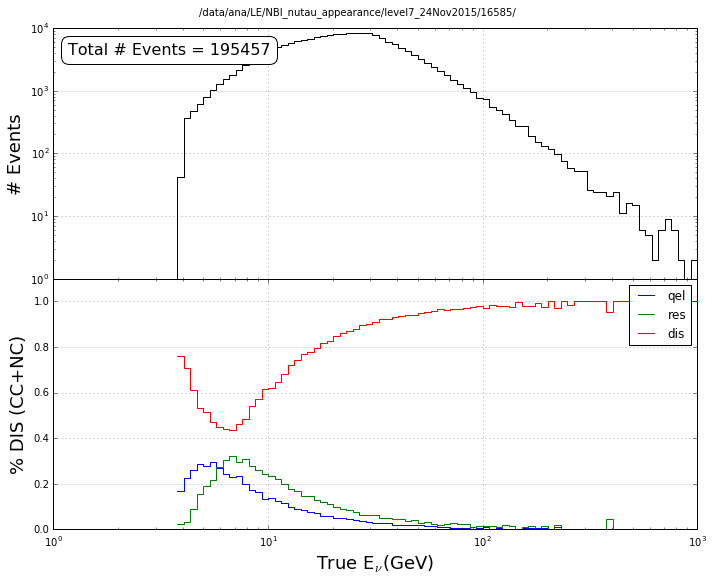 /data/ana/LE/NBI_nutau_appearance/level7_24Nov2015/16585/
10^4
Total # Events = 195457
10^3
# Events
10^2
10^1
10^0
1.0
qel
res
dis
0.8
% DIS (CC+NC)
0.6
0.4
0.2
0.0
10^0
10^1
10^2
10^3
True E_ν(GeV)